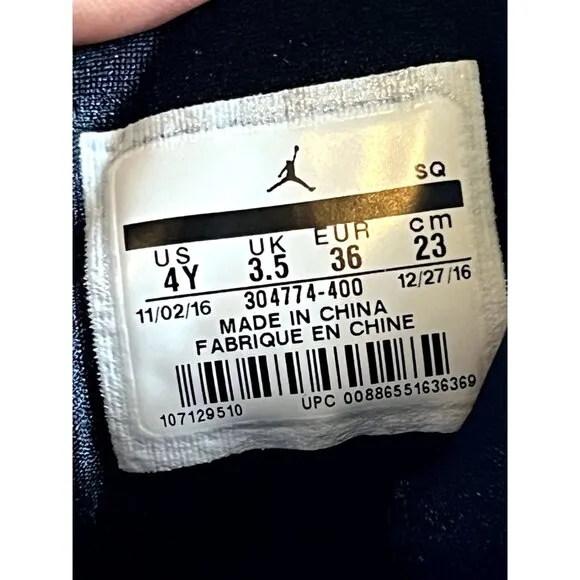 SQ
US UK EUR cm
4Y 3.5 36 23
11/02/16 304774-400 12/27/16
MADE IN CHINA
FABRIQUE EN CHINE
107129510 UPC 00886551636369